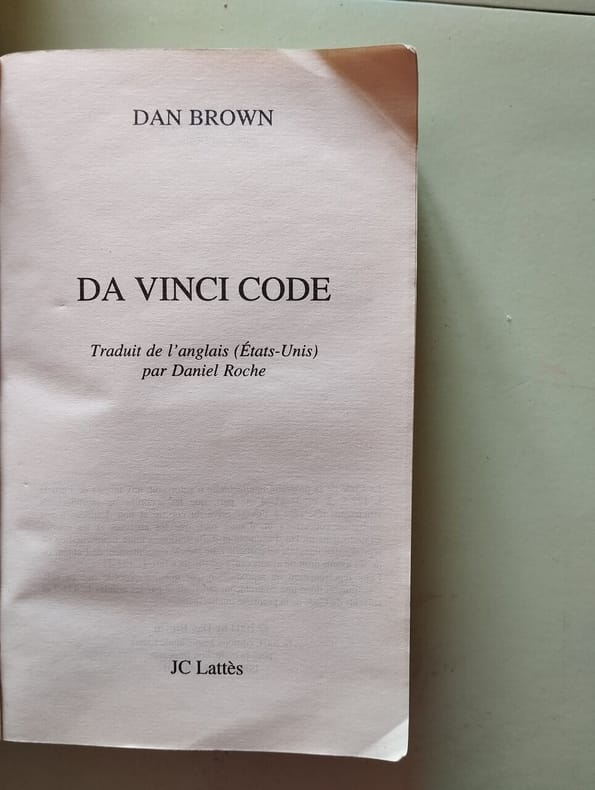 DAN BROWN
DA VINCI CODE
Traduit de l'anglais (États-Unis)
par Daniel Roche
JC Lattès